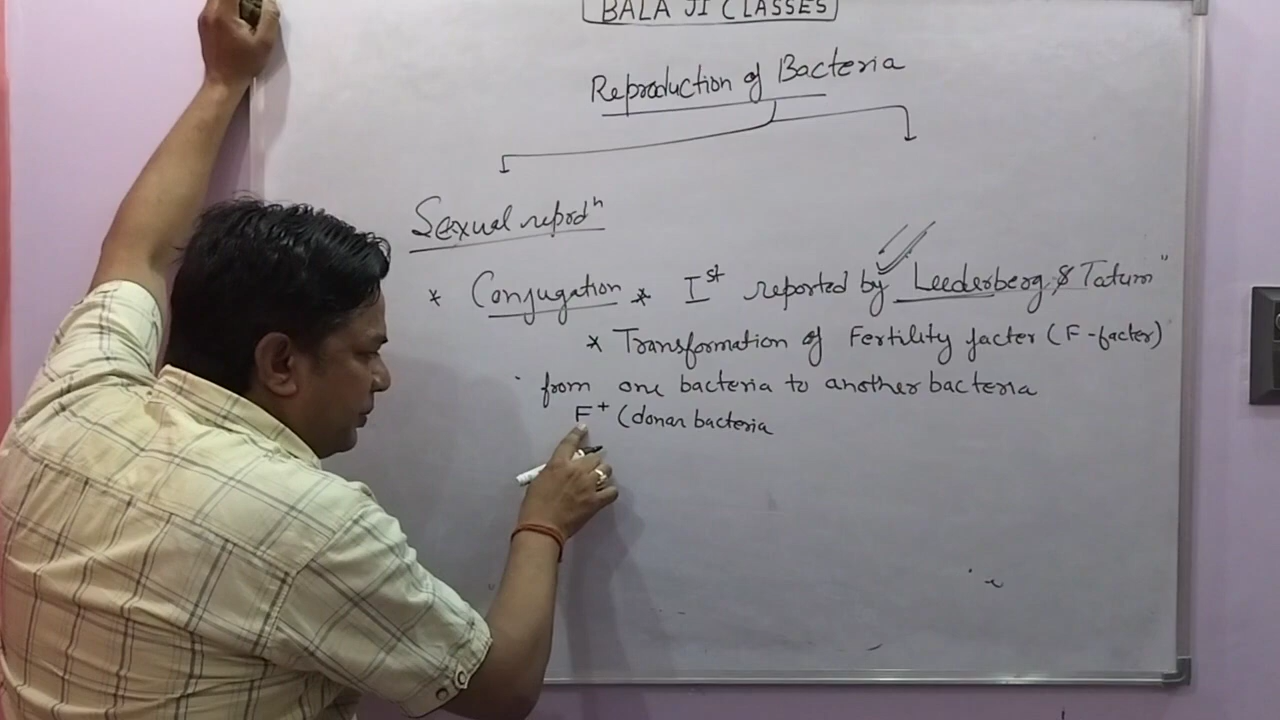 BALA JI CLASSES
Reproduction of Bacteria
Sexual reprodⁿ
* Conjugation * Iˢᵗ reported by Leederberg & Tatum"
* Transformation of Fertility facter (F-facter)
from one bacteria to another bacteria
F⁺ (donar bacteria